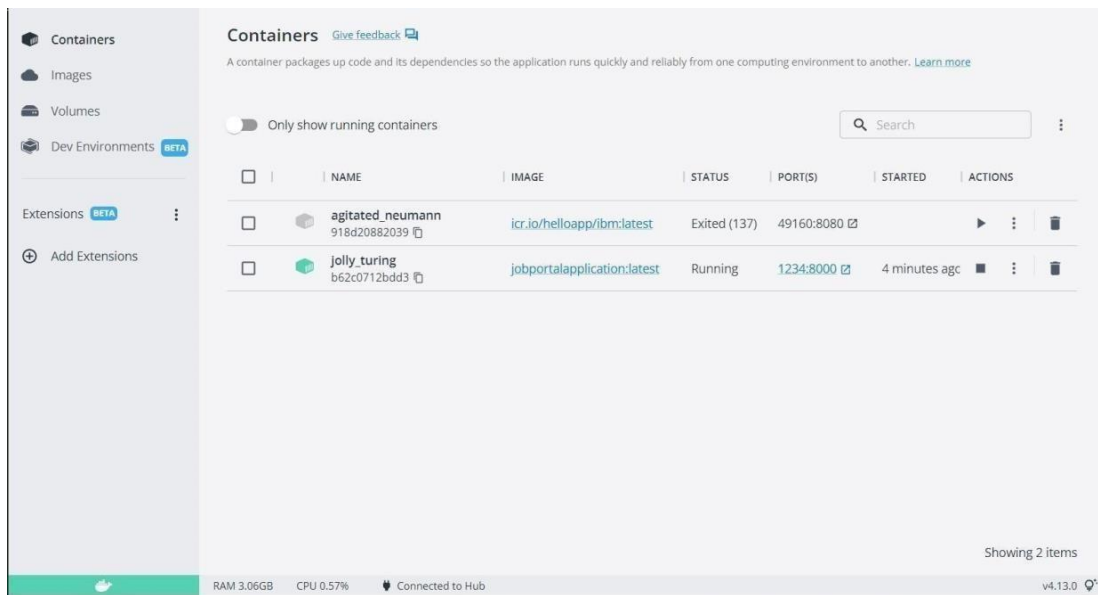 Containers
Images
Volumes
Dev Environments BETA
Extensions BETA
Add Extensions
Containers Give feedback
A container packages up code and its dependencies so the application runs quickly and reliably from one computing environment to another. Learn more
Only show running containers
Search
NAME IMAGE STATUS PORT(S) STARTED ACTIONS
agitated_neumann icr.io/helloapp/ibm:latest Exited (137) 49160:8080
918d20882039
jolly_turing jobportalapplication:latest Running 1234:8000 4 minutes agc
b62c0712bdd3
Showing 2 items
RAM 3.06GB CPU 0.57% Connected to Hub v4.13.0